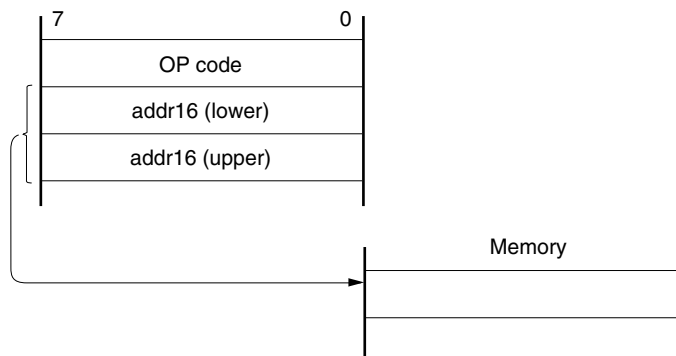 7 0
OP code
addr16 (lower)
addr16 (upper)
Memory